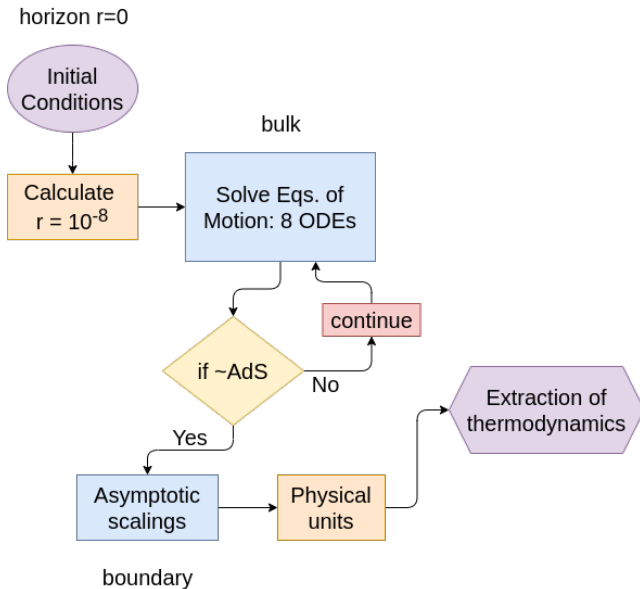 horizon r=0
Initial
Conditions
bulk
Calculate
r = 10^-8
Solve Eqs. of
Motion: 8 ODEs
continue
if ~AdS
No
Extraction of
thermodynamics
Yes
Asymptotic
scalings
Physical
units
boundary